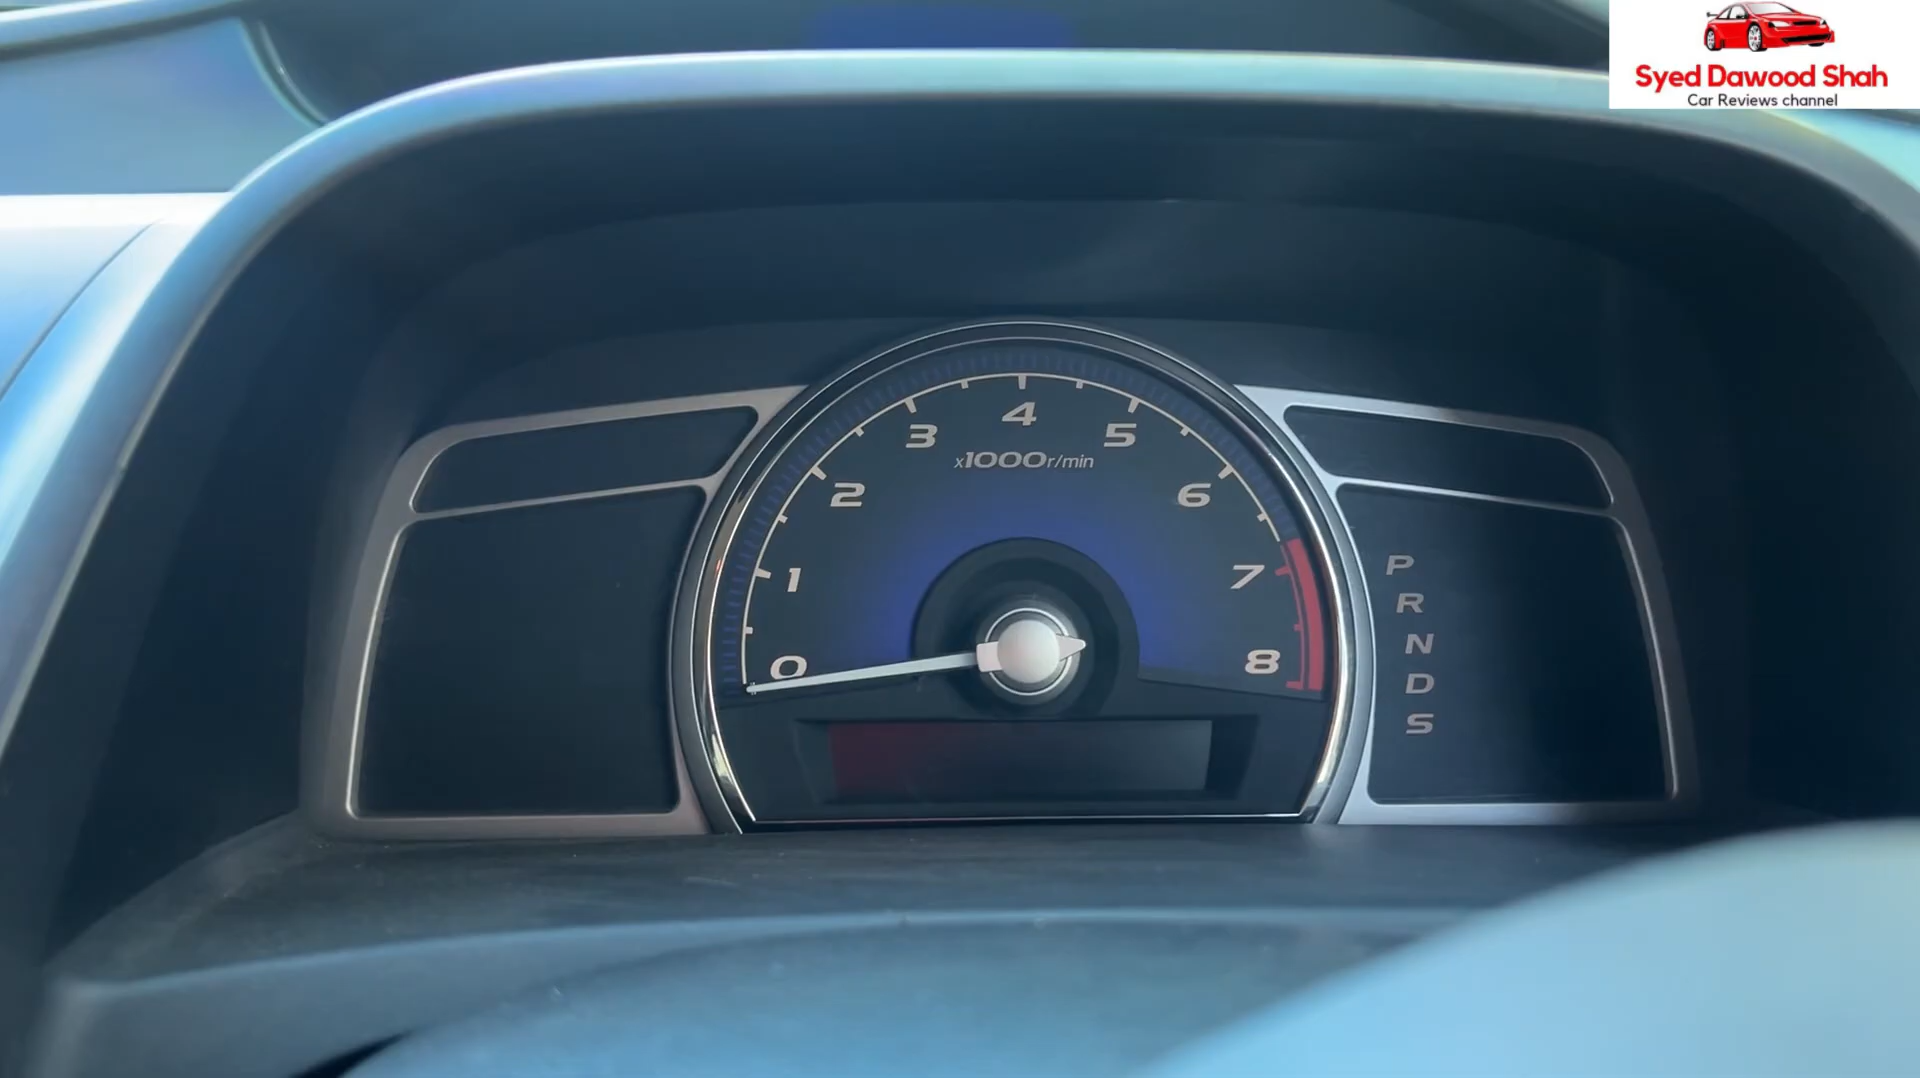 Syed Dawood Shah
Car Reviews channel
4
3
5
x1000r/min
2
6
1
7
0
8
P
R
N
D
S